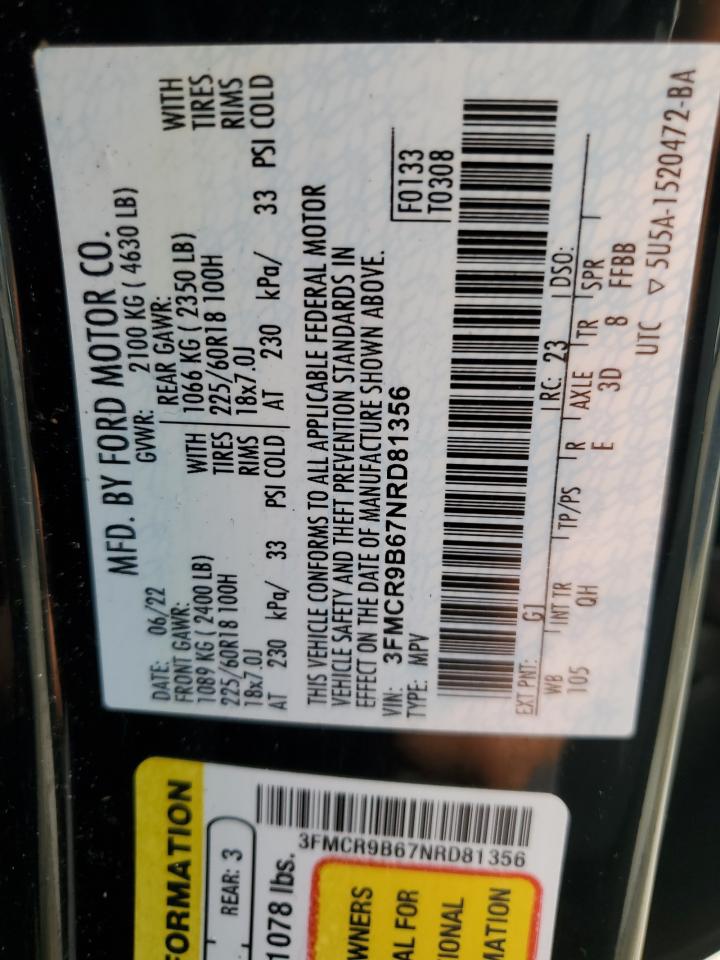 MFD. BY FORD MOTOR CO.
DATE: 06/22 GVWR: 2100 KG ( 4630 LB)
FRONT GAWR: REAR GAWR:
1089 KG ( 2400 LB) WITH 1066 KG ( 2350 LB) WITH
225/60R18 100H TIRES 225/60R18 100H TIRES
18x7.0J RIMS 18x7.0J RIMS
AT 230 kPa/ 33 PSI COLD AT 230 kPa/ 33 PSI COLD
THIS VEHICLE CONFORMS TO ALL APPLICABLE FEDERAL MOTOR
VEHICLE SAFETY AND THEFT PREVENTION STANDARDS IN
EFFECT ON THE DATE OF MANUFACTURE SHOWN ABOVE.
VIN: 3FMCR9B67NRD81356 F0133
TYPE: MPV T0308
EXT PNT: G1 RC: 23 DSO:
WB INT TR TP/PS R AXLE TR SPR
105 QH E 3D 8 FFBB
UTC ▽ 5U5A-1520472-BA
FORMATION
REAR: 3
1078 lbs.
3FMCR9B67NRD81356
WNERS
AL FOR
IONAL
MATION